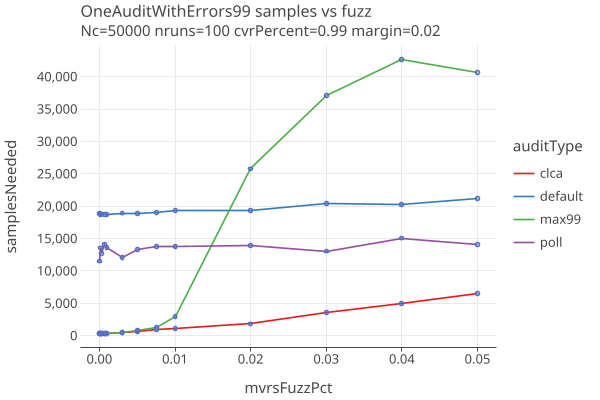 OneAuditWithErrors99 samples vs fuzz
Nc=50000 nruns=100 cvrPercent=0.99 margin=0.02
samplesNeeded
40,000
35,000
30,000
25,000
20,000
15,000
10,000
5,000
0
0.00
0.01
0.02
0.03
0.04
0.05
mvrsFuzzPct
auditType
clca
default
max99
poll